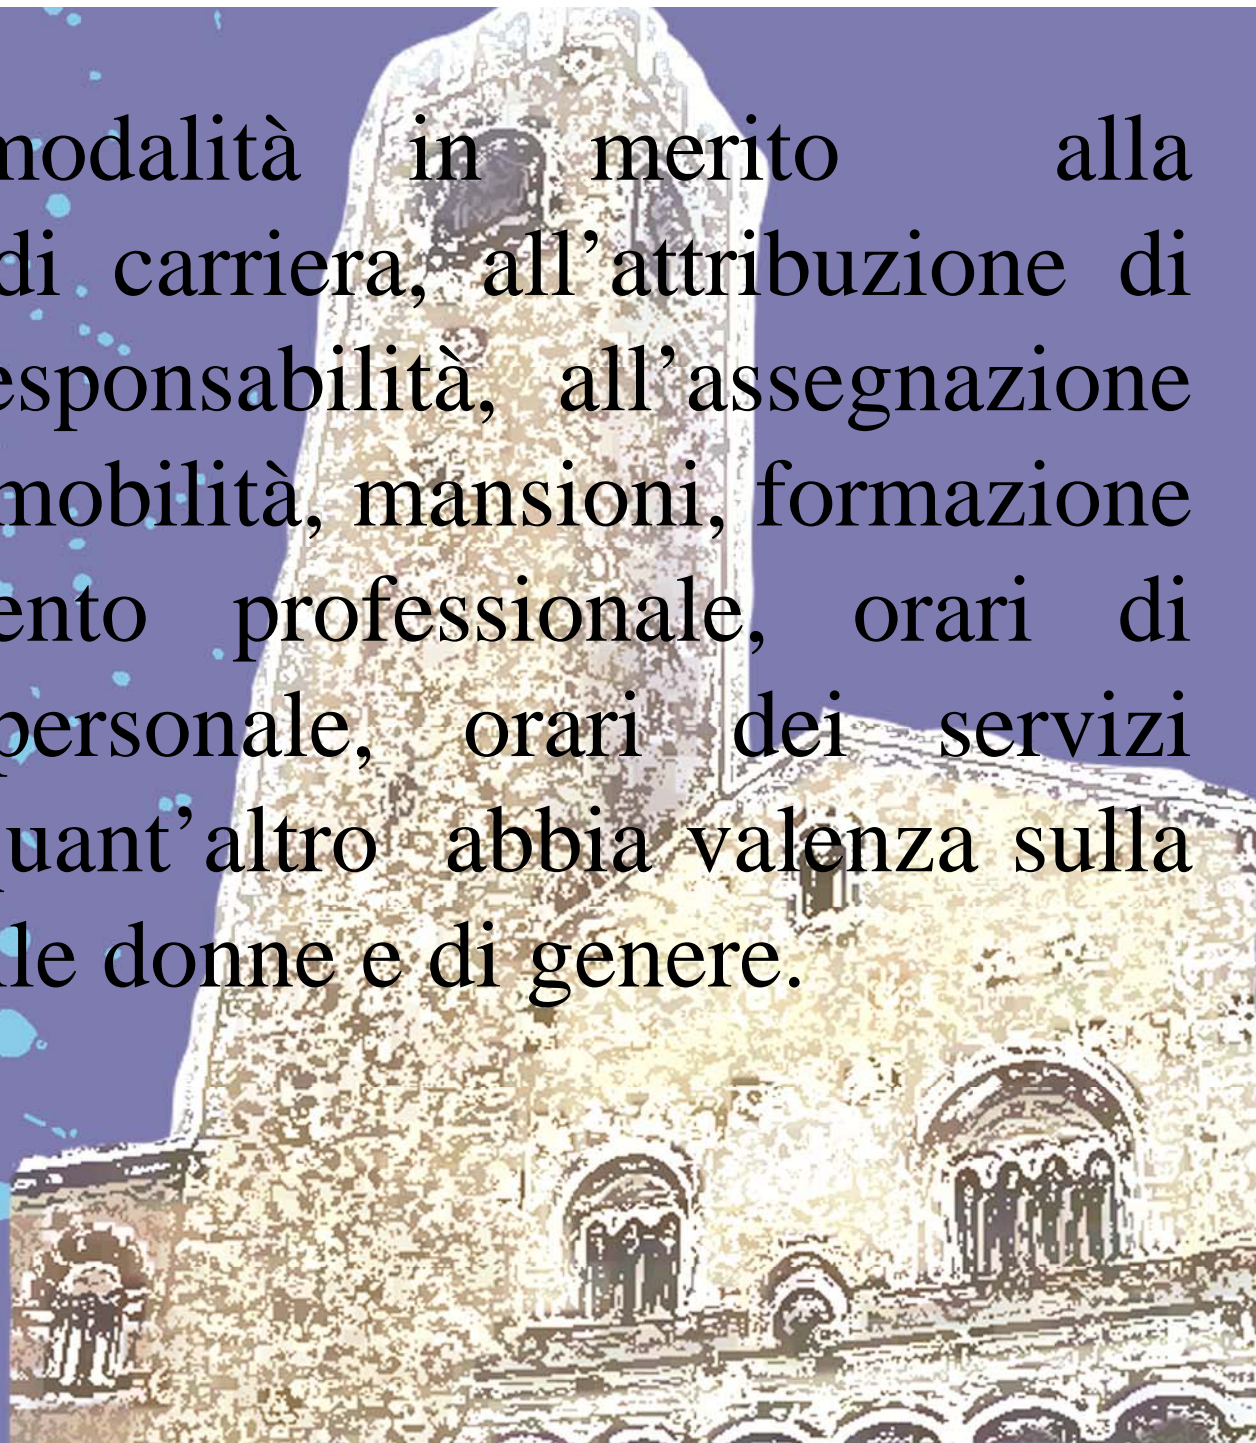 modalità in merito alla
di carriera, all’attribuzione di
esponsabilità, all’assegnazione
mobilità, mansioni, formazione
ento professionale, orari di
personale, orari dei servizi
uant’altro abbia valenza sulla
lle donne e di genere.